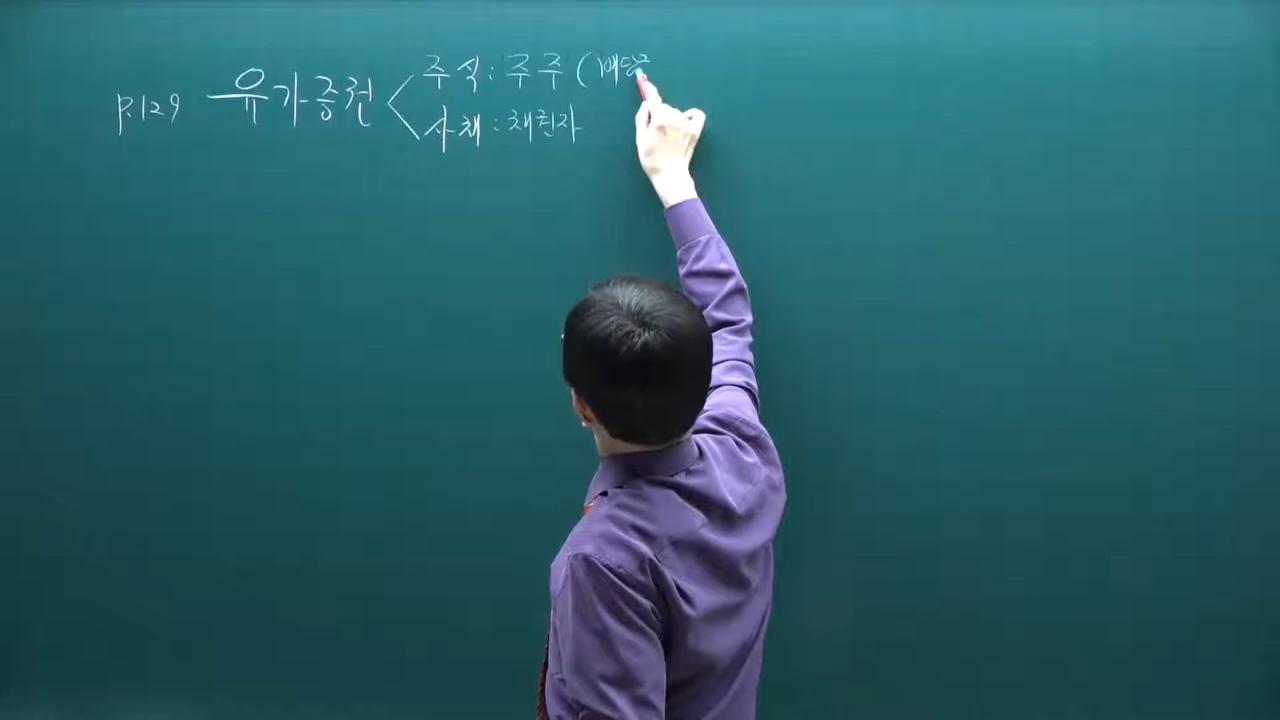 p.129 유가증권 < 주식 : 주주 (배당
사채 : 채권자